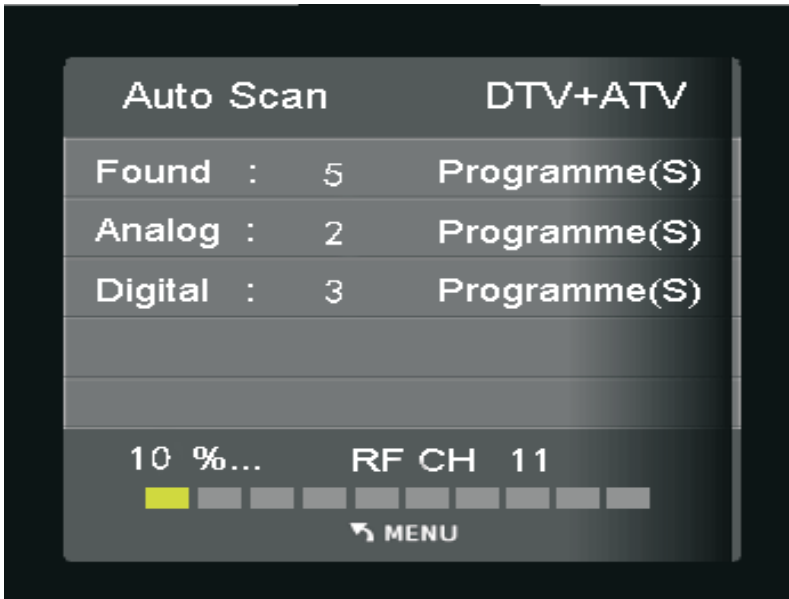 Auto Scan DTV+ATV
Found : 5 Programme(S)
Analog : 2 Programme(S)
Digital : 3 Programme(S)
10 %... RF CH 11
MENU